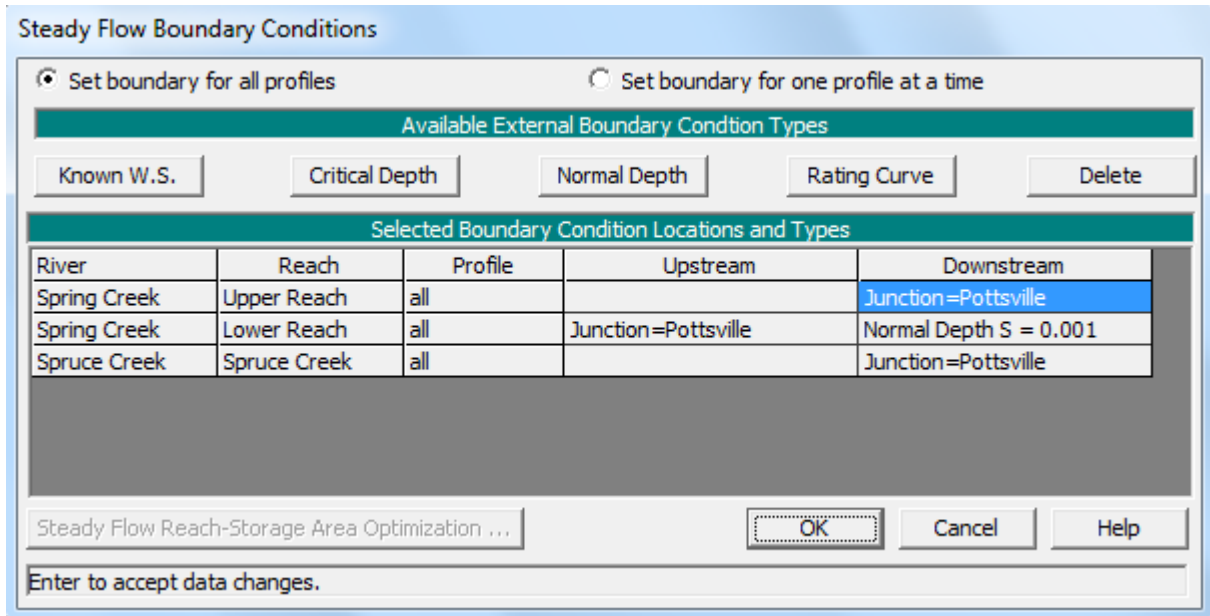 Steady Flow Boundary Conditions
Set boundary for all profiles Set boundary for one profile at a time
Available External Boundary Condtion Types
Known W.S. Critical Depth Normal Depth Rating Curve Delete
Selected Boundary Condition Locations and Types
River Reach Profile Upstream Downstream
Spring Creek Upper Reach all Junction=Pottsville
Spring Creek Lower Reach all Junction=Pottsville Normal Depth S = 0.001
Spruce Creek Spruce Creek all Junction=Pottsville
Steady Flow Reach-Storage Area Optimization ... OK Cancel Help
Enter to accept data changes.